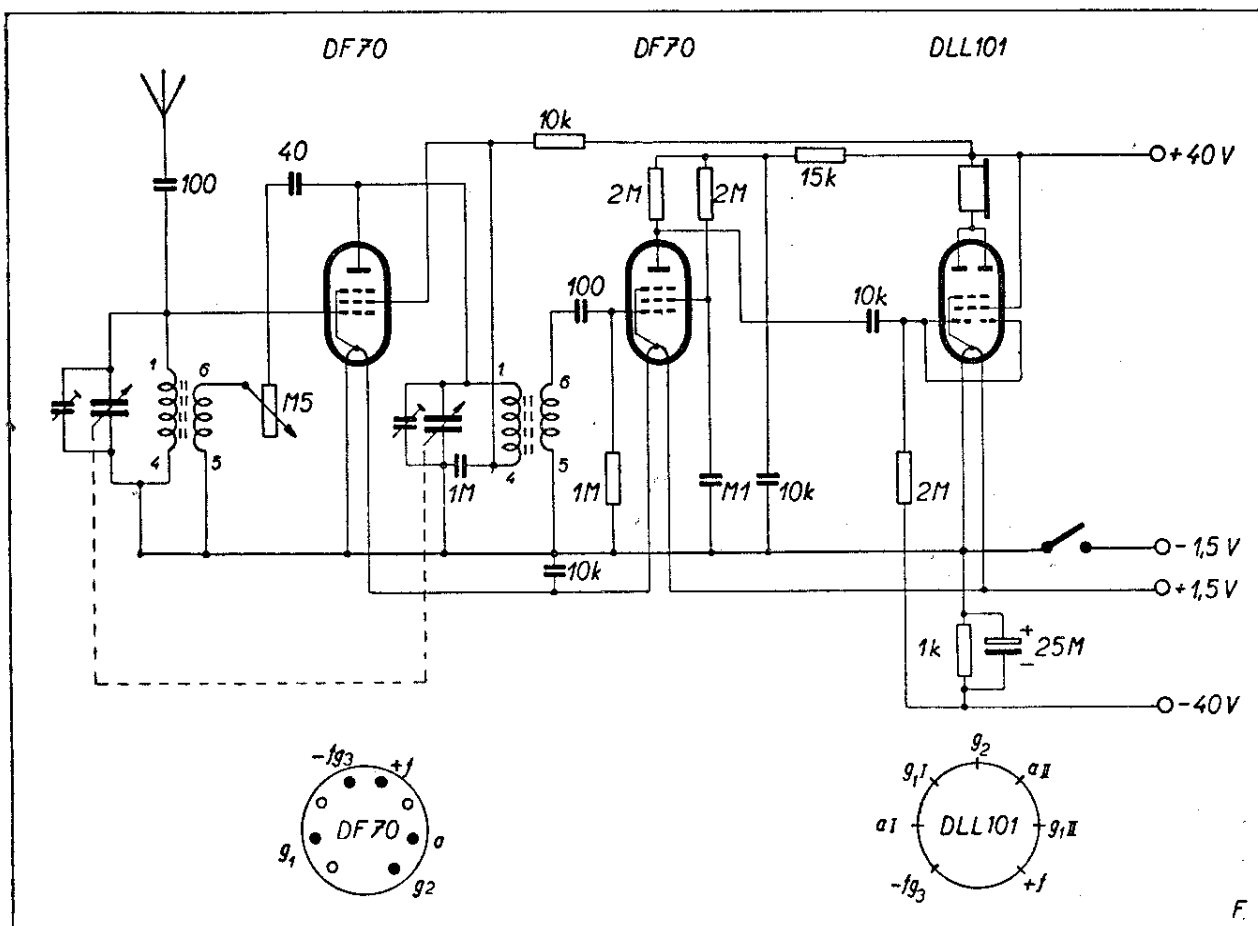 DF70
DF70
DLL101
10k
+40V
40
100
2M
2M
15k
100
10k
1
6
M5
1
6
4
5
1M
4
5
1M
M1
10k
2M
-1,5V
10k
+1,5V
1k
+
-
25M
-40V
-fg3
+f
g1
DF70
a
g2
g2
g1I
aII
aI
DLL101
g1II
-fg3
+f
F.